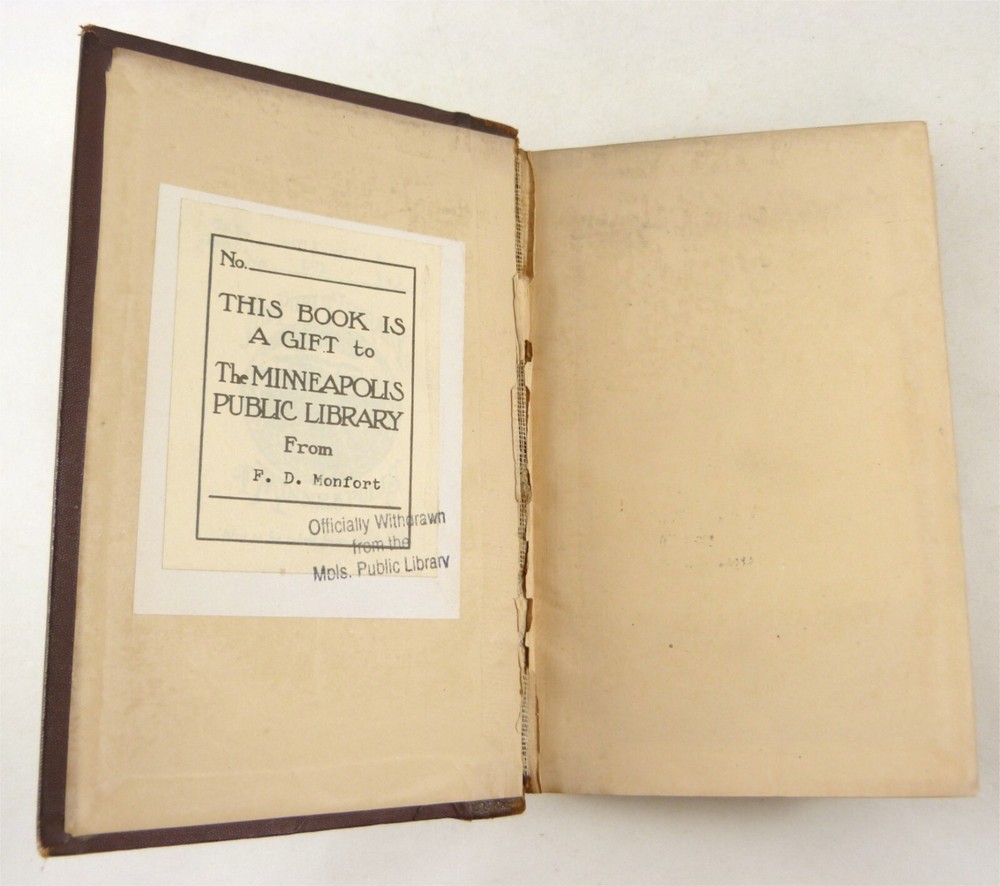 No.
THIS BOOK IS
A GIFT to
The MINNEAPOLIS
PUBLIC LIBRARY
From
F. D. Monfort
Officially Withdrawn
from the
Mpls. Public Library